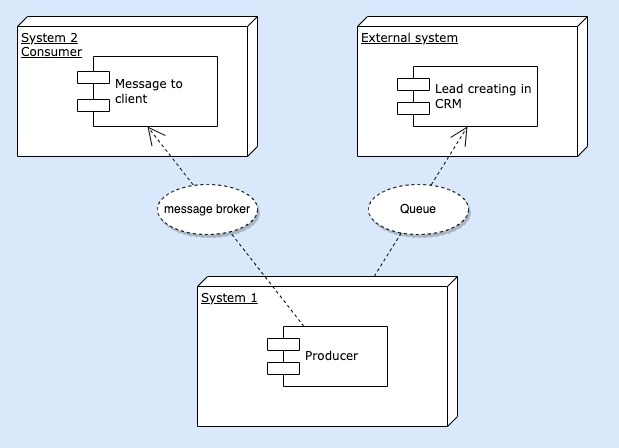 System 2
Consumer
Message to
client
External system
Lead creating in
CRM
message broker
Queue
System 1
Producer